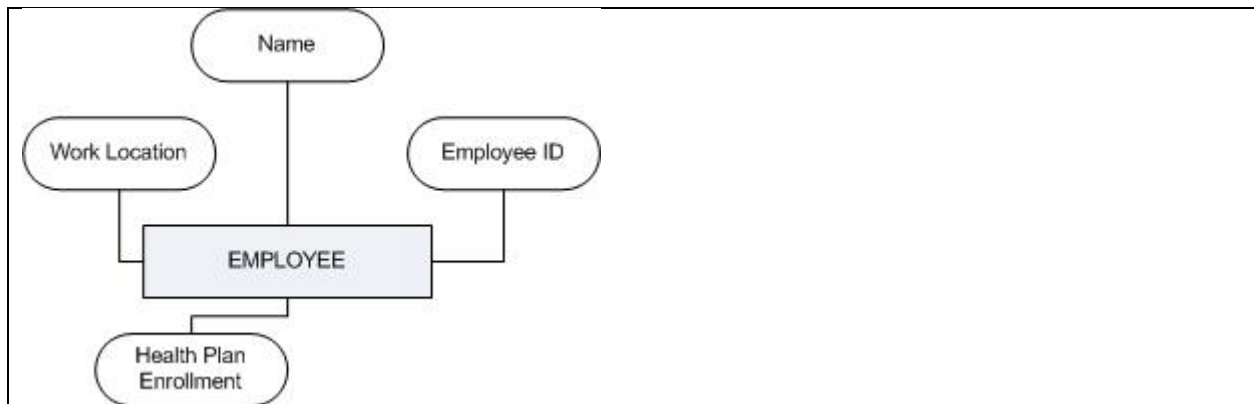 Name
Work Location
Employee ID
EMPLOYEE
Health Plan
Enrollment